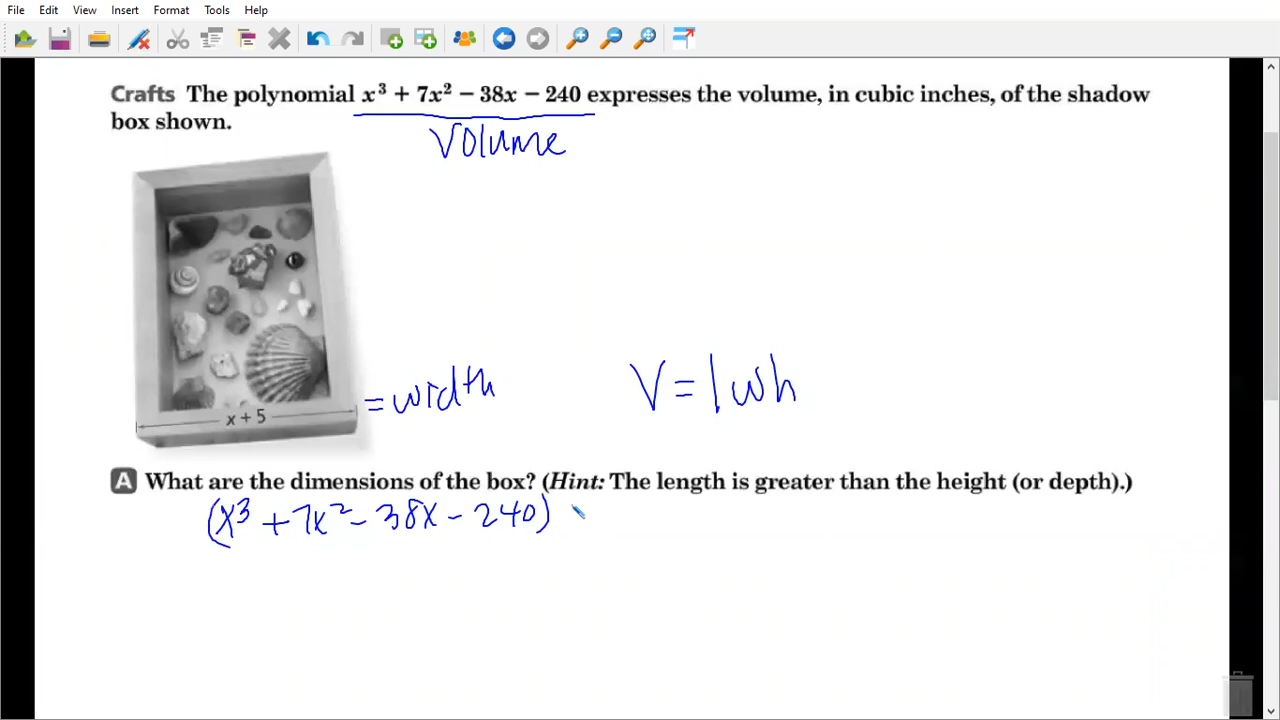 File Edit View Insert Format Tools Help
Crafts The polynomial x³ + 7x² − 38x − 240 expresses the volume, in cubic inches, of the shadow
box shown.
Volume
x + 5
= width
V = lwh
A What are the dimensions of the box? (Hint: The length is greater than the height (or depth).)
(x³ + 7x² − 38x − 240)